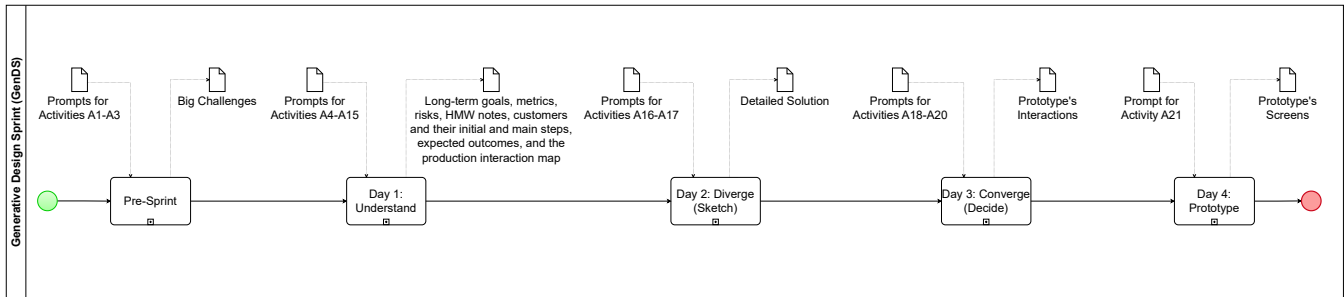 Generative Design Sprint (GenDS)
Prompts for
Activities A1-A3
Big Challenges
Prompts for
Activities A4-A15
Long-term goals, metrics,
risks, HMW notes, customers
and their initial and main steps,
expected outcomes, and the
production interaction map
Prompts for
Activities A16-A17
Detailed Solution
Prompts for
Activities A18-A20
Prototype's
Interactions
Prompt for
Activity A21
Prototype's
Screens
Pre-Sprint
Day 1:
Understand
Day 2: Diverge
(Sketch)
Day 3: Converge
(Decide)
Day 4:
Prototype